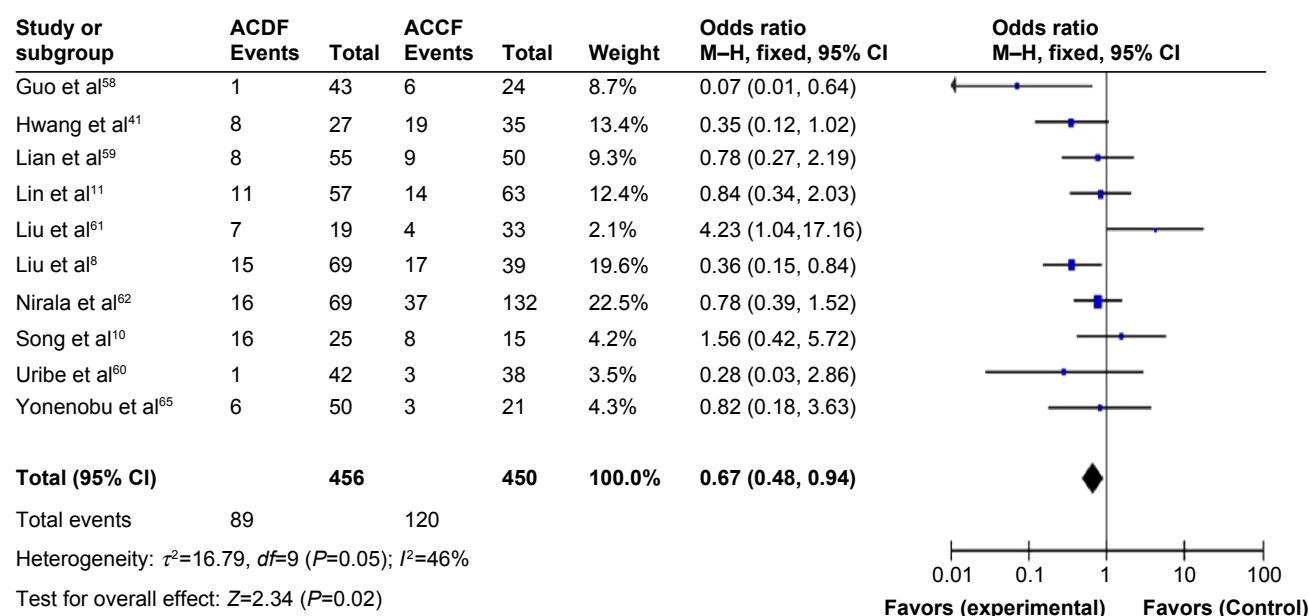 Study or subgroup ACDF Events Total ACCF Events Total Weight Odds ratio M–H, fixed, 95% CI Odds ratio M–H, fixed, 95% CI
Guo et al58 1 43 6 24 8.7% 0.07 (0.01, 0.64)
Hwang et al41 8 27 19 35 13.4% 0.35 (0.12, 1.02)
Lian et al59 8 55 9 50 9.3% 0.78 (0.27, 2.19)
Lin et al11 11 57 14 63 12.4% 0.84 (0.34, 2.03)
Liu et al61 7 19 4 33 2.1% 4.23 (1.04,17.16)
Liu et al8 15 69 17 39 19.6% 0.36 (0.15, 0.84)
Nirala et al62 16 69 37 132 22.5% 0.78 (0.39, 1.52)
Song et al10 16 25 8 15 4.2% 1.56 (0.42, 5.72)
Uribe et al60 1 42 3 38 3.5% 0.28 (0.03, 2.86)
Yonenobu et al65 6 50 3 21 4.3% 0.82 (0.18, 3.63)
Total (95% CI) 456 450 100.0% 0.67 (0.48, 0.94)
Total events 89 120
Heterogeneity: τ2=16.79, df=9 (P=0.05); I2=46%
Test for overall effect: Z=2.34 (P=0.02)
0.01 0.1 1 10 100
Favors (experimental) Favors (Control)